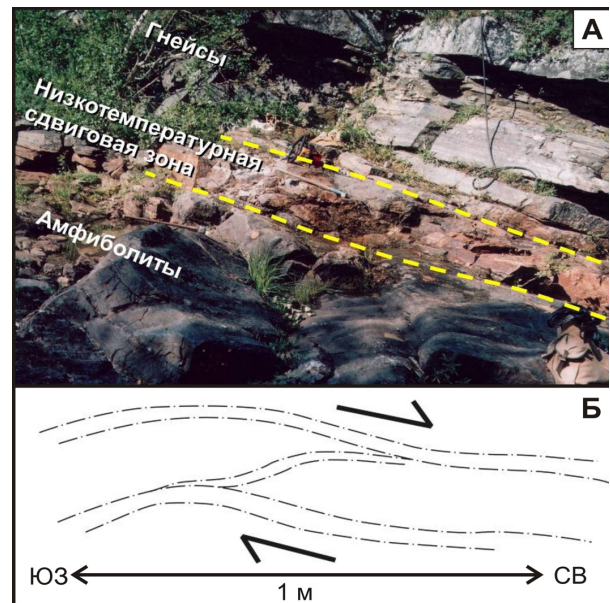 А
Гнейсы
Низкотемпературная
сдвиговая зона
Амфиболиты
Б
ЮЗ
СВ
1 м